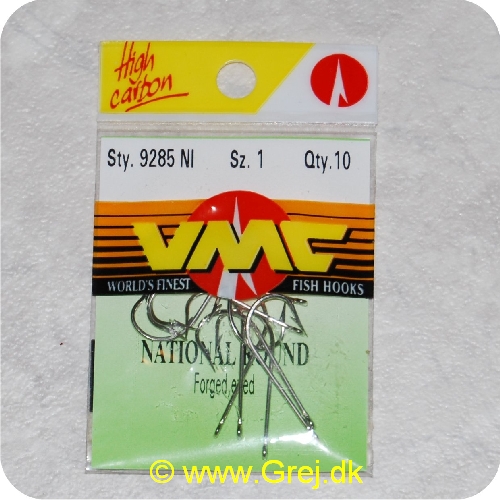 High
carbon
Sty. 9285 NI Sz. 1 Qty. 10
VMC
WORLD'S FINEST FISH HOOKS
NATIONAL
Forged
© www.Grej.dk